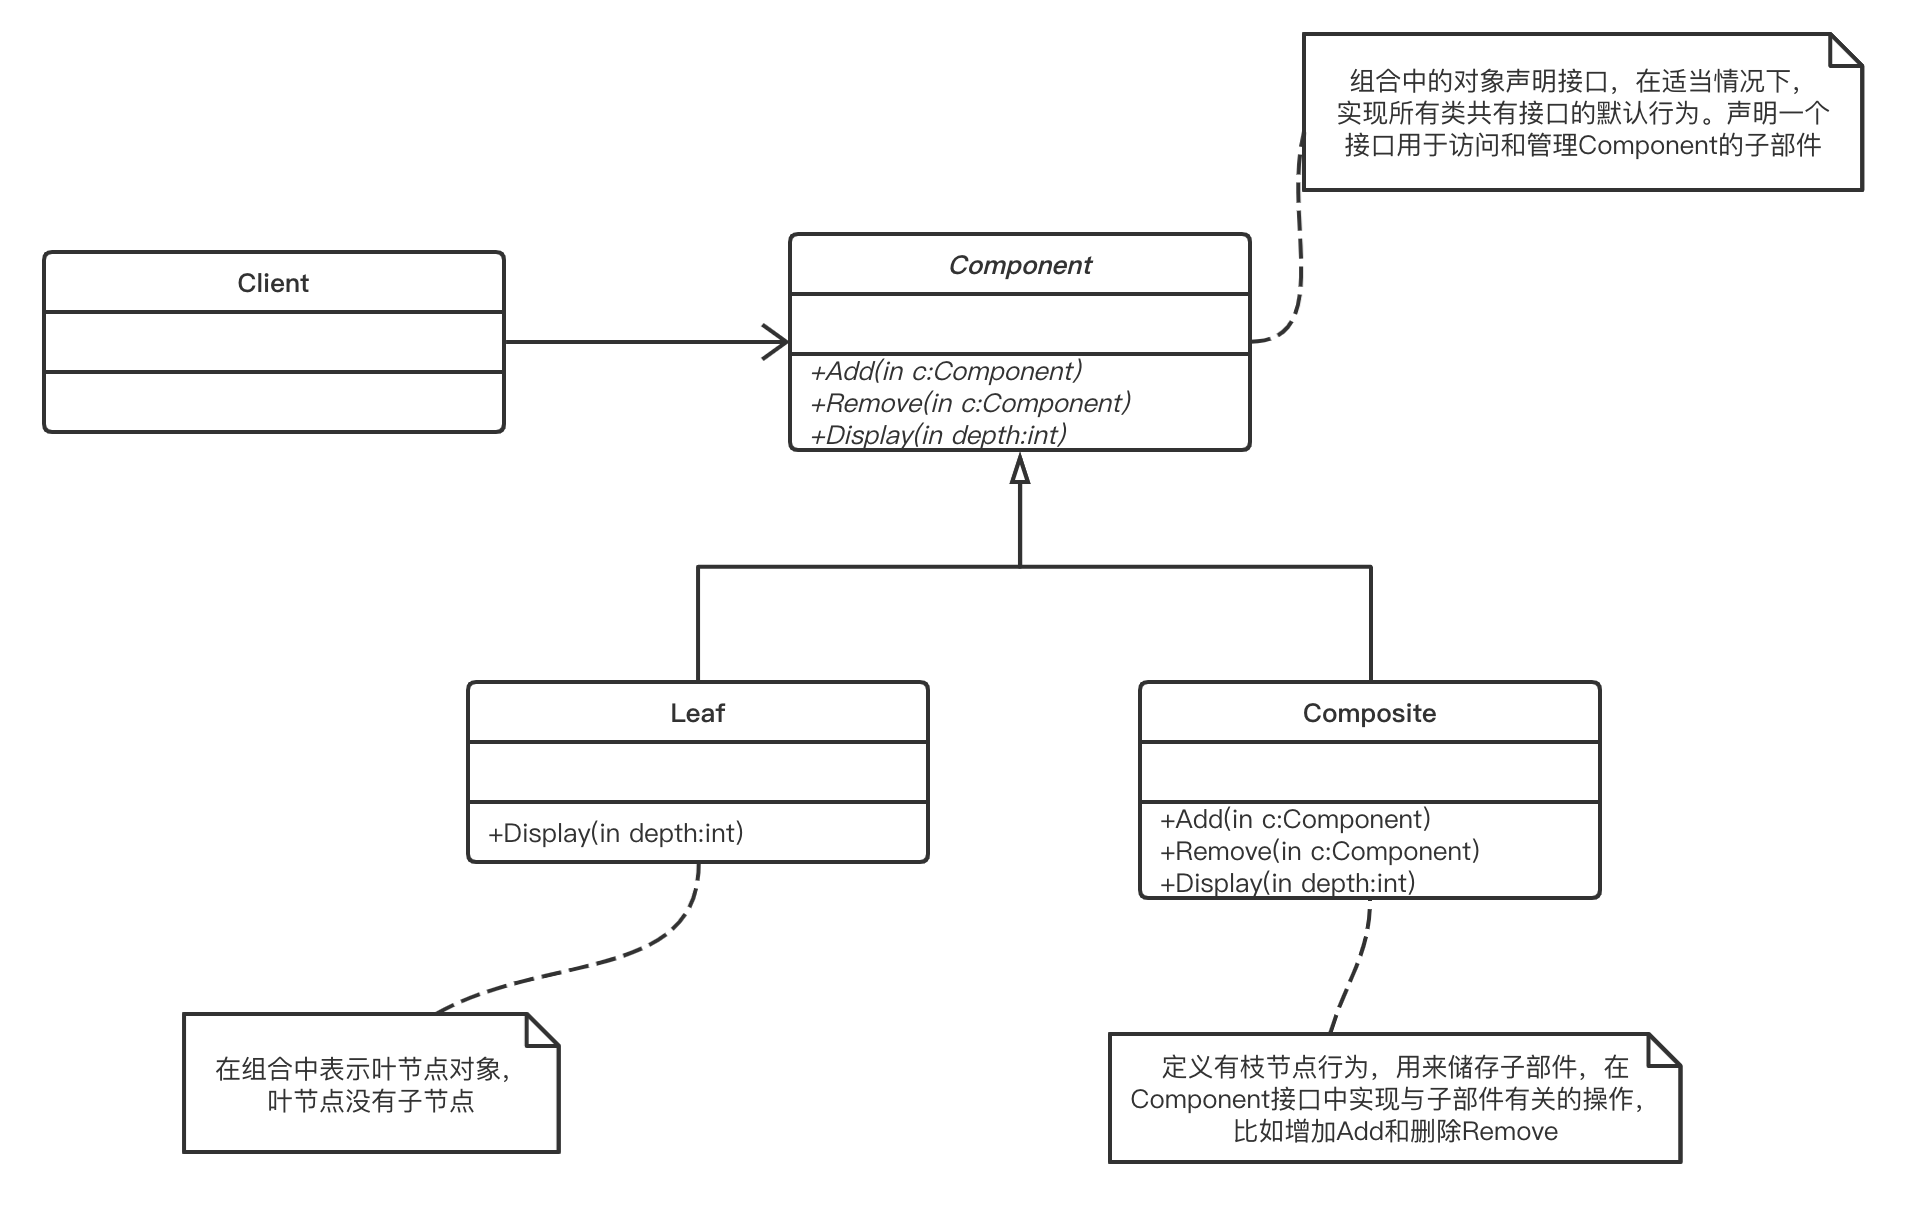 组合中的对象声明接口，在适当情况下，
实现所有类共有接口的默认行为。声明一个
接口用于访问和管理Component的子部件
Client
Component
+Add(in c:Component)
+Remove(in c:Component)
+Display(in depth:int)
Leaf
+Display(in depth:int)
Composite
+Add(in c:Component)
+Remove(in c:Component)
+Display(in depth:int)
在组合中表示叶节点对象，
叶节点没有子节点
定义有枝节点行为，用来储存子部件，在
Component接口中实现与子部件有关的操作，
比如增加Add和删除Remove